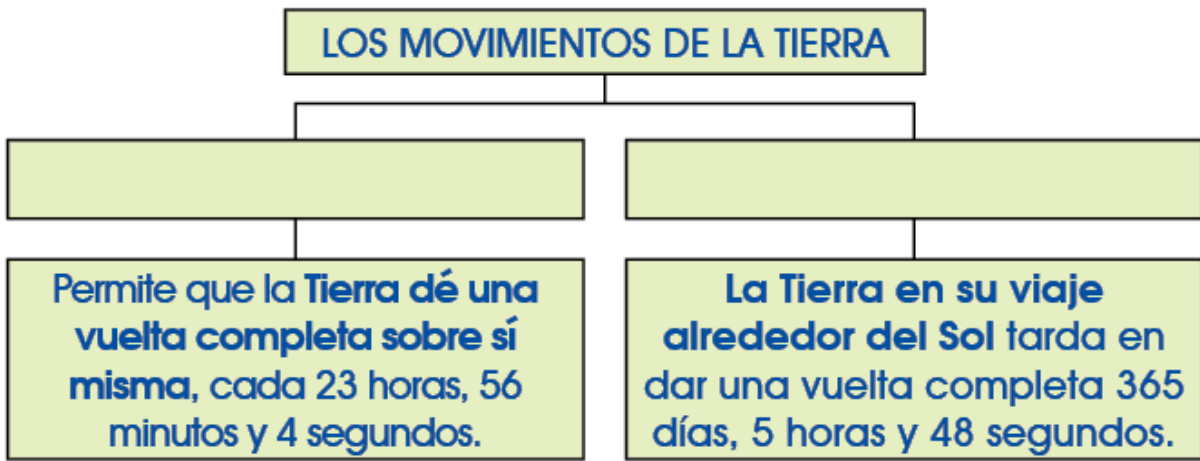 LOS MOVIMIENTOS DE LA TIERRA
Permite que la Tierra dé una
vuelta completa sobre sí
misma, cada 23 horas, 56
minutos y 4 segundos.
La Tierra en su viaje
alrededor del Sol tarda en
dar una vuelta completa 365
días, 5 horas y 48 segundos.